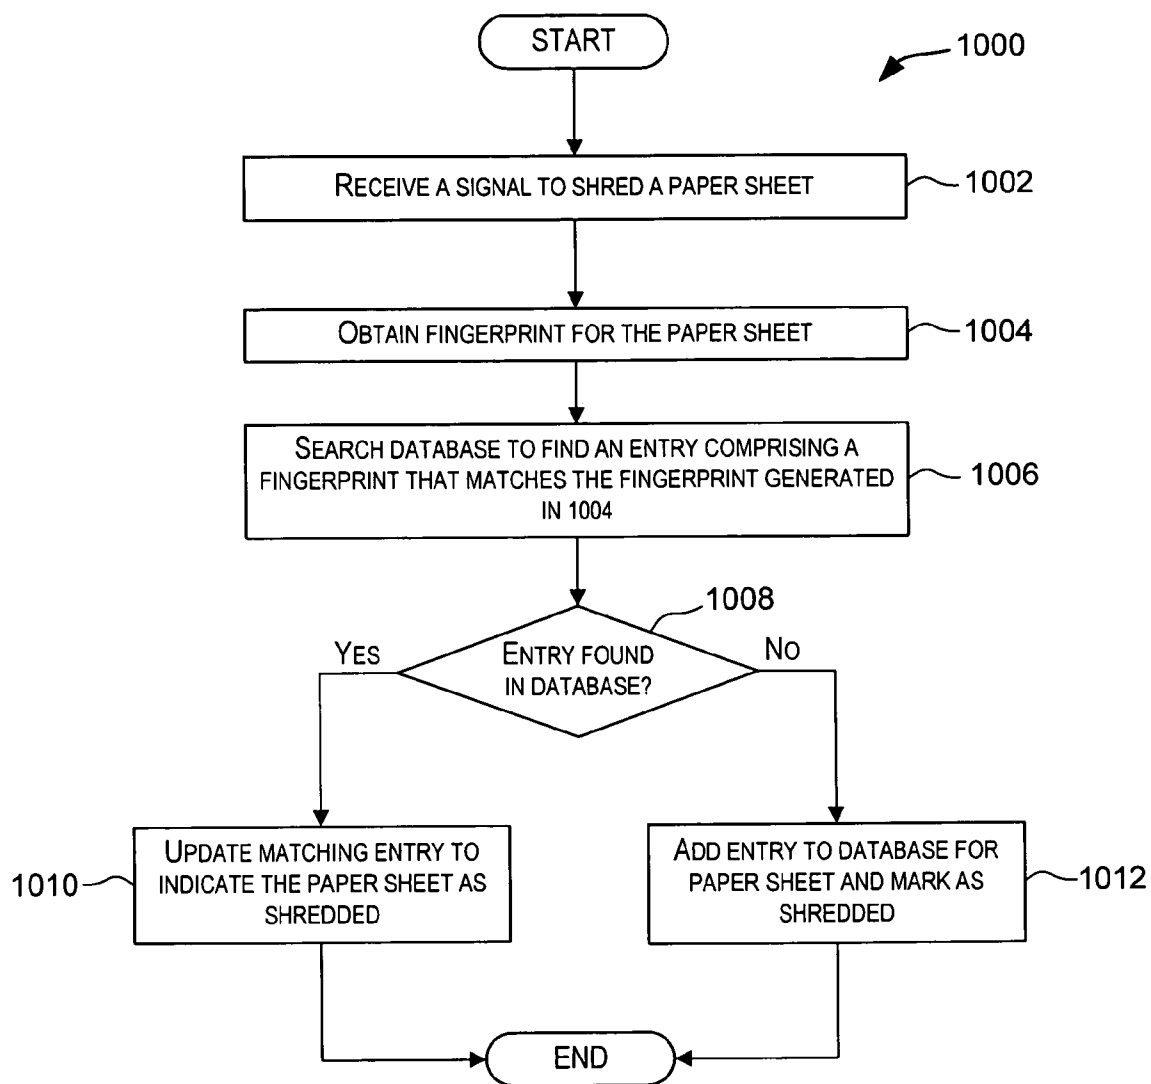 START
1000
RECEIVE A SIGNAL TO SHRED A PAPER SHEET
1002
OBTAIN FINGERPRINT FOR THE PAPER SHEET
1004
SEARCH DATABASE TO FIND AN ENTRY COMPRISING A
FINGERPRINT THAT MATCHES THE FINGERPRINT GENERATED
IN 1004
1006
1008
YES
ENTRY FOUND
IN DATABASE?
NO
UPDATE MATCHING ENTRY TO
INDICATE THE PAPER SHEET AS
SHREDDED
1010
ADD ENTRY TO DATABASE FOR
PAPER SHEET AND MARK AS
SHREDDED
1012
END